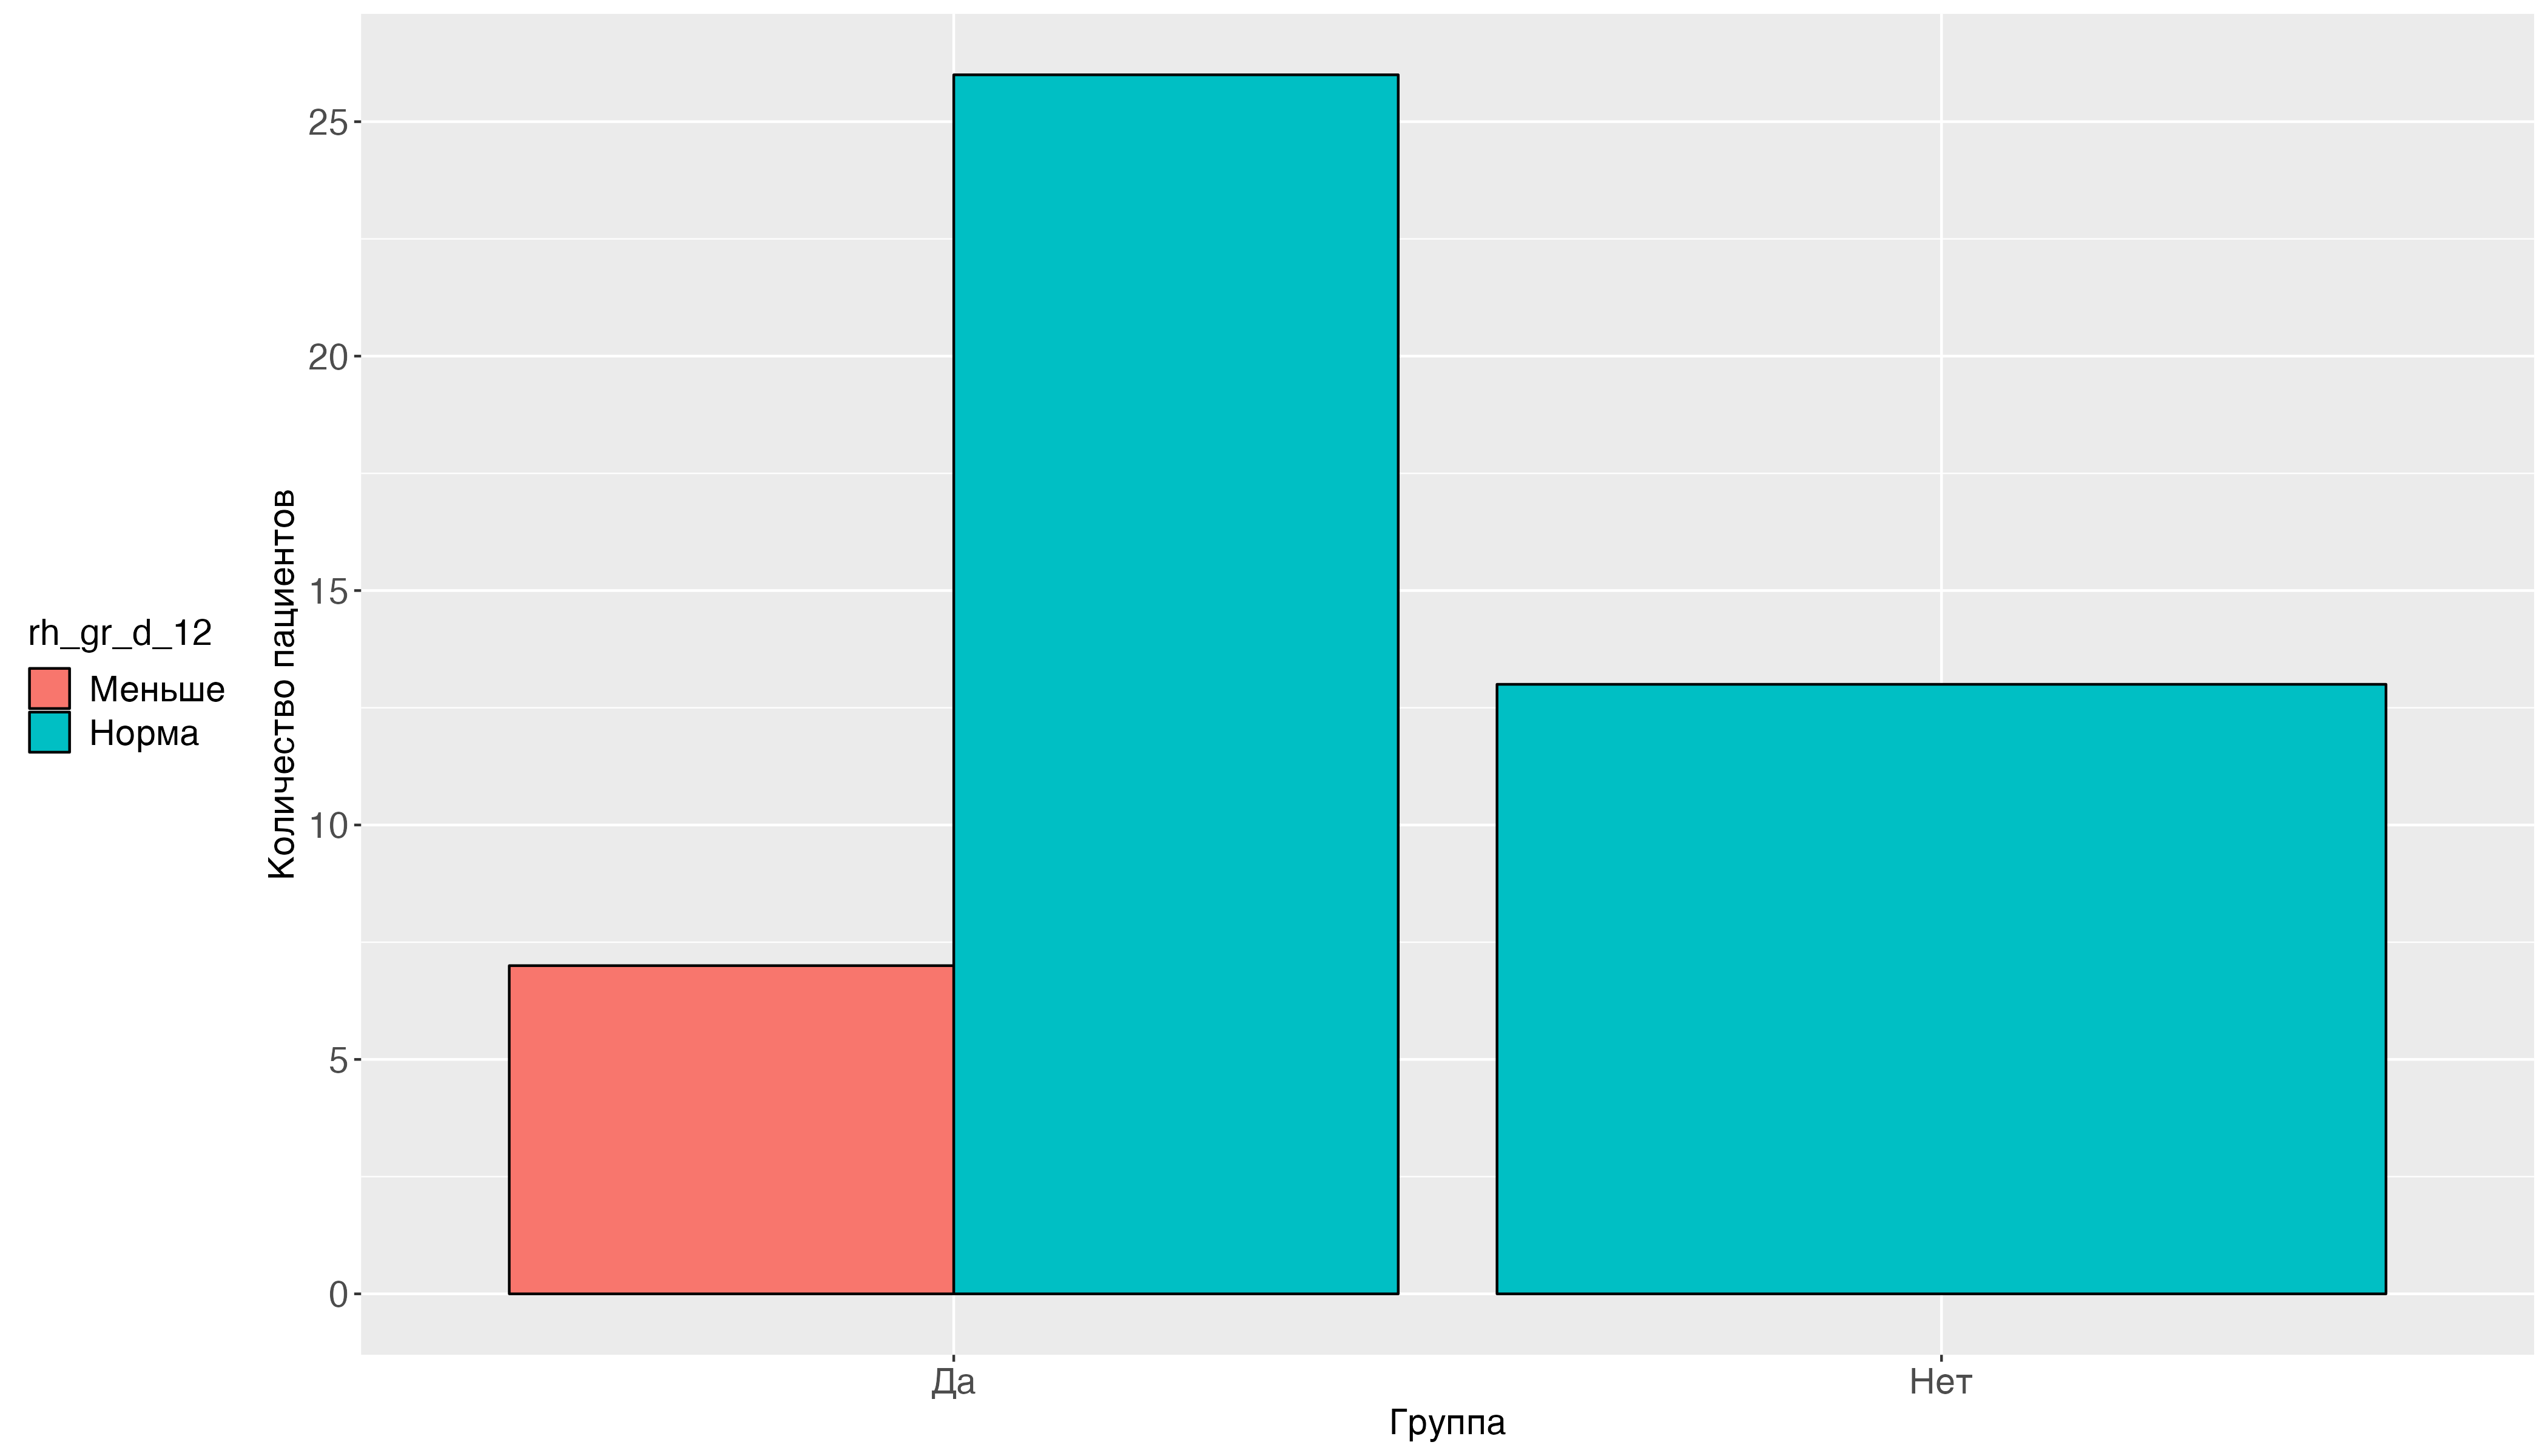 rh_gr_d_12
Меньше
Норма
Количество пациентов
25
20
15
10
5
0
Да
Нет
Группа